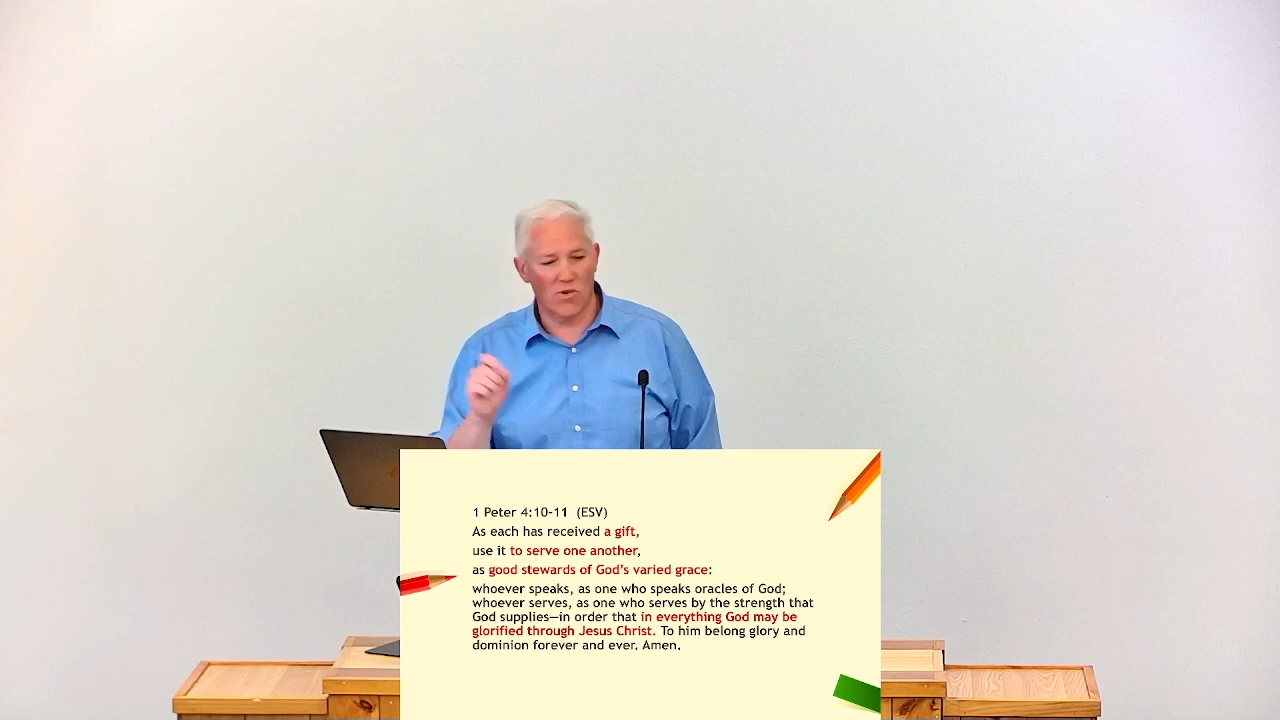 1 Peter 4:10-11 (ESV)
As each has received a gift,
use it to serve one another,
as good stewards of God's varied grace:
whoever speaks, as one who speaks oracles of God;
whoever serves, as one who serves by the strength that
God supplies—in order that in everything God may be
glorified through Jesus Christ. To him belong glory and
dominion forever and ever. Amen.